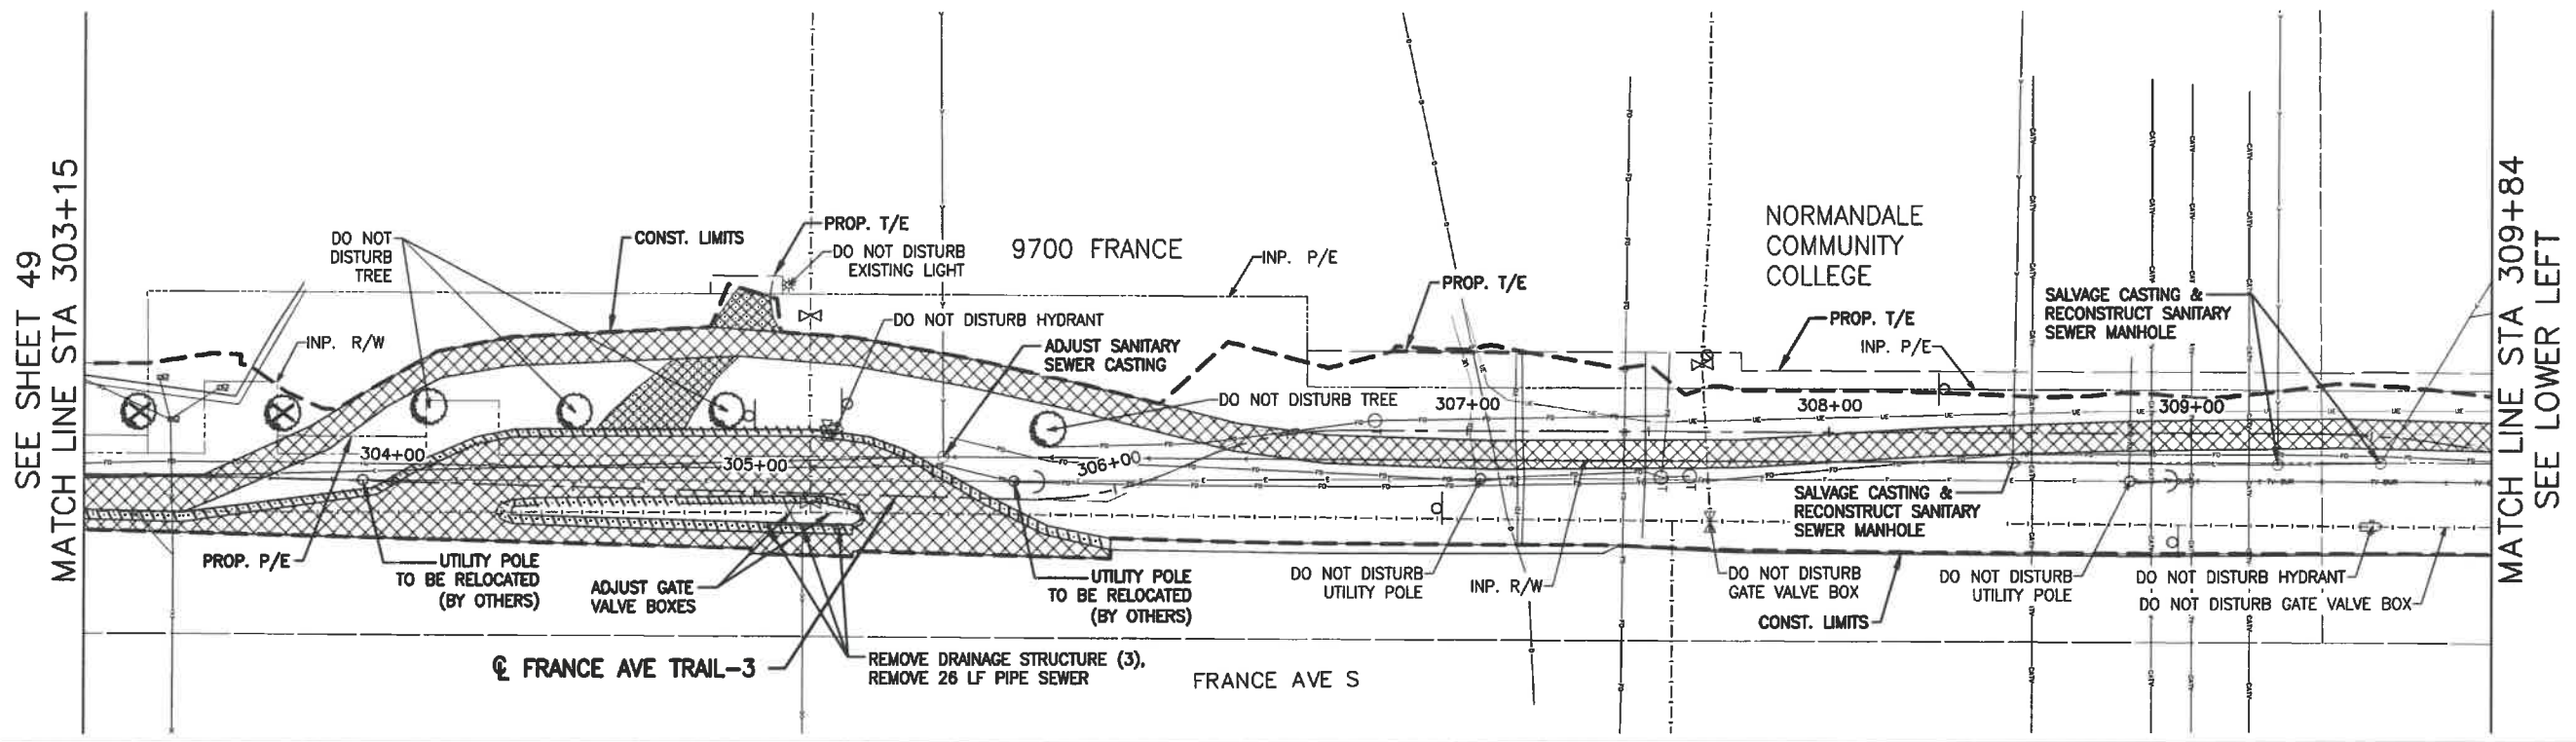 SEE SHEET 49
MATCH LINE STA 303+15
DO NOT
DISTURB
TREE
CONST. LIMITS
PROP. T/E
DO NOT DISTURB
EXISTING LIGHT
9700 FRANCE
INP. P/E
PROP. T/E
NORMANDALE
COMMUNITY
COLLEGE
SALVAGE CASTING &
RECONSTRUCT SANITARY
SEWER MANHOLE
INP. R/W
DO NOT DISTURB HYDRANT
ADJUST SANITARY
SEWER CASTING
PROP. T/E
INP. P/E
DO NOT DISTURB TREE
304+00
305+00
306+00
307+00
308+00
309+00
PROP. P/E
UTILITY POLE
TO BE RELOCATED
(BY OTHERS)
ADJUST GATE
VALVE BOXES
UTILITY POLE
TO BE RELOCATED
(BY OTHERS)
DO NOT DISTURB
UTILITY POLE
INP. R/W
SALVAGE CASTING &
RECONSTRUCT SANITARY
SEWER MANHOLE
DO NOT DISTURB
GATE VALVE BOX
CONST. LIMITS
DO NOT DISTURB
UTILITY POLE
DO NOT DISTURB HYDRANT
DO NOT DISTURB GATE VALVE BOX
℄ FRANCE AVE TRAIL-3
REMOVE DRAINAGE STRUCTURE (3),
REMOVE 26 LF PIPE SEWER
FRANCE AVE S
MATCH LINE STA 309+84
SEE LOWER LEFT